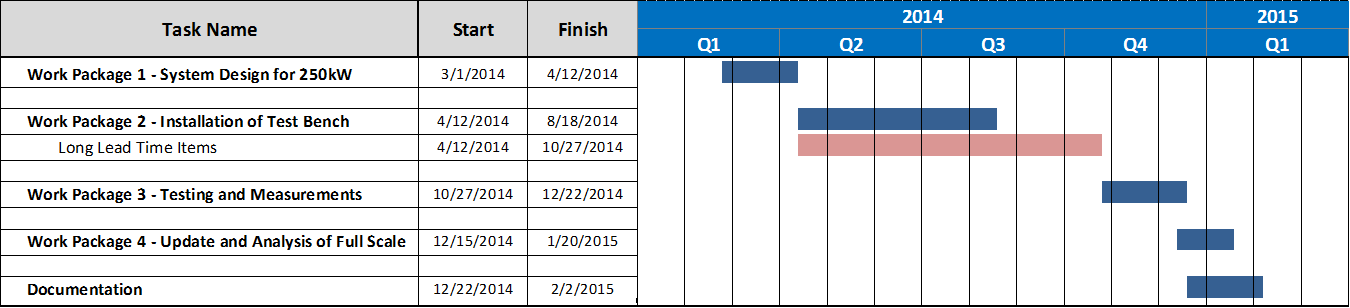 Task Name Start Finish 2014 2015
Q1 Q2 Q3 Q4 Q1
Work Package 1 - System Design for 250kW 3/1/2014 4/12/2014
Work Package 2 - Installation of Test Bench 4/12/2014 8/18/2014
Long Lead Time Items 4/12/2014 10/27/2014
Work Package 3 - Testing and Measurements 10/27/2014 12/22/2014
Work Package 4 - Update and Analysis of Full Scale 12/15/2014 1/20/2015
Documentation 12/22/2014 2/2/2015